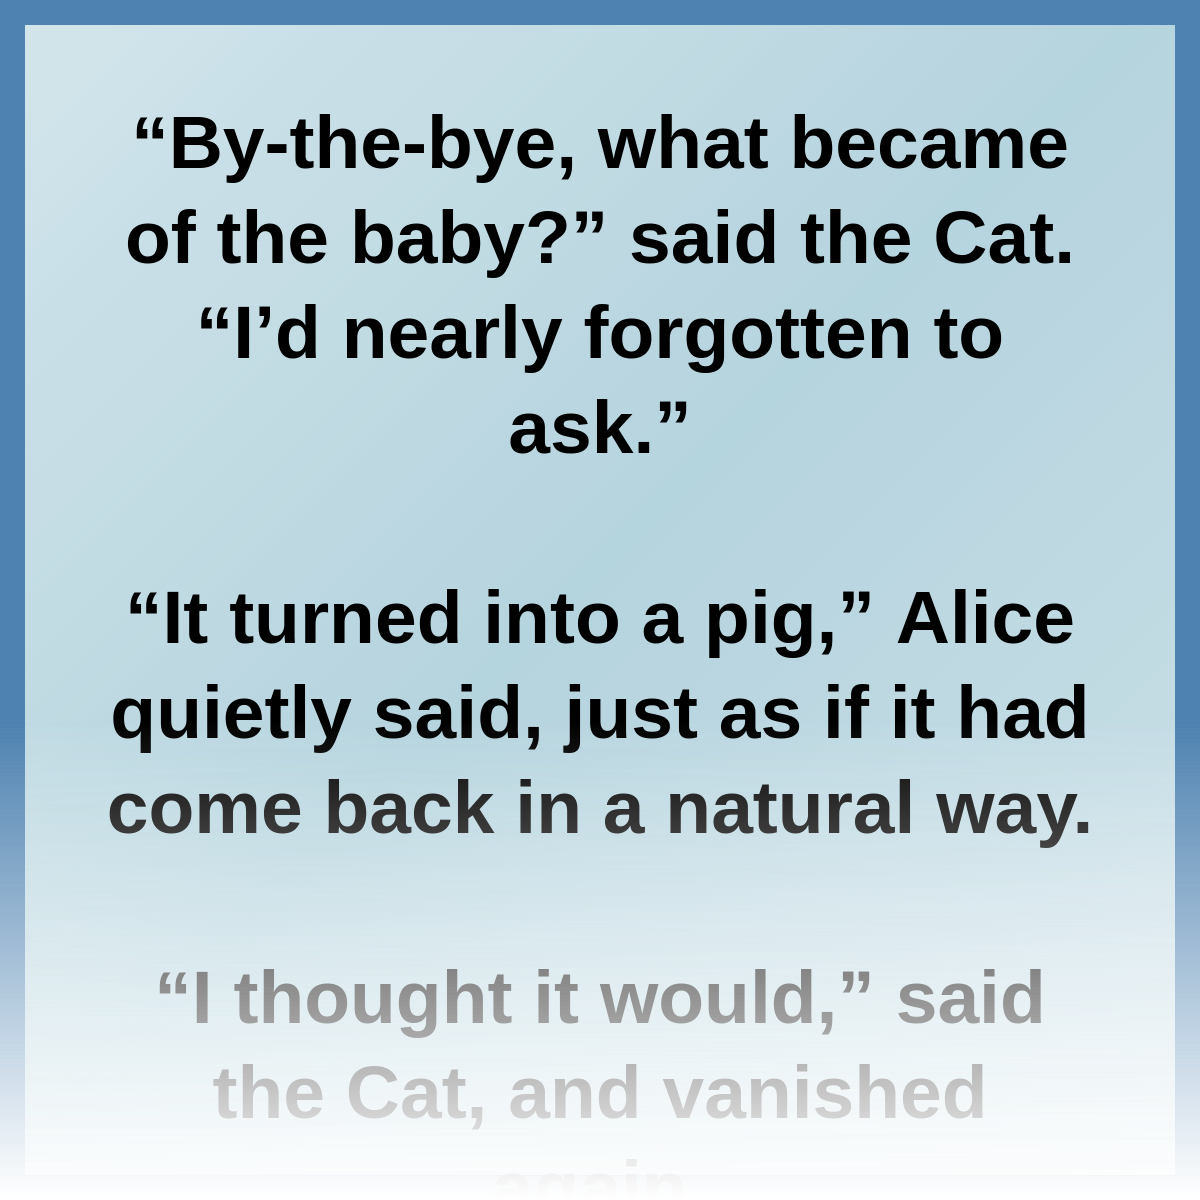 “By-the-bye, what became
of the baby?” said the Cat.
“I’d nearly forgotten to
ask.”
“It turned into a pig,” Alice
quietly said, just as if it had
come back in a natural way.
“I thought it would,” said
the Cat, and vanished
again